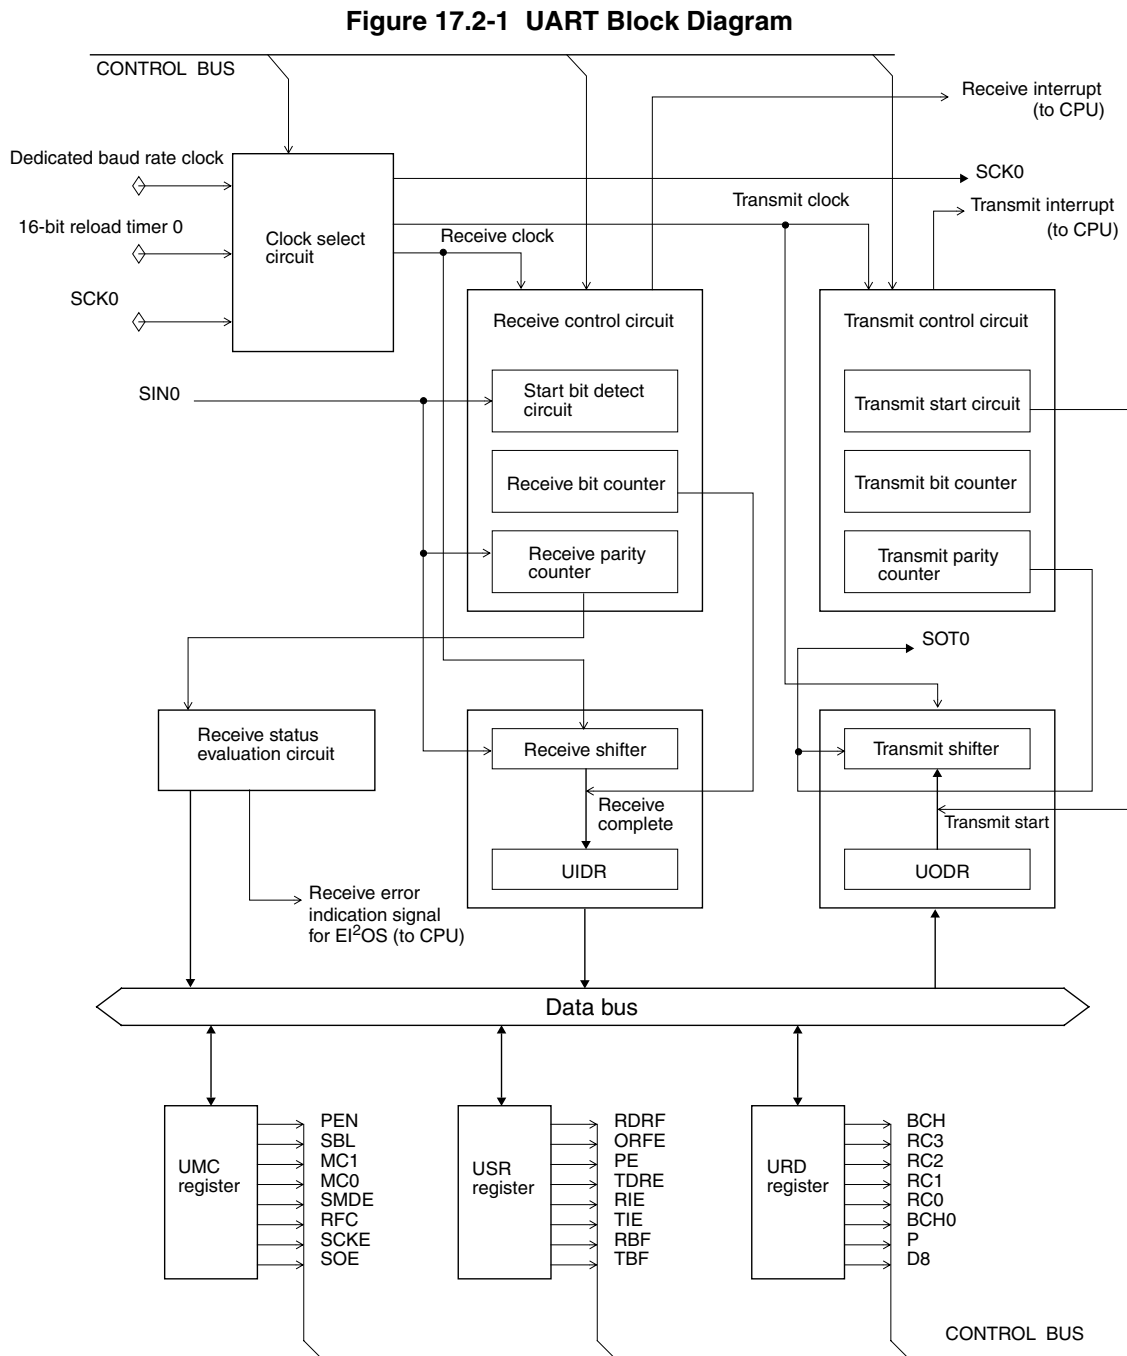 Figure 17.2-1 UART Block Diagram
CONTROL BUS
Receive interrupt
(to CPU)
Dedicated baud rate clock
SCK0
Transmit clock
Transmit interrupt
(to CPU)
16-bit reload timer 0
Clock select
circuit
Receive clock
SCK0
Receive control circuit
Transmit control circuit
SIN0
Start bit detect
circuit
Transmit start circuit
Receive bit counter
Transmit bit counter
Receive parity
counter
Transmit parity
counter
SOT0
Receive status
evaluation circuit
Receive shifter
Transmit shifter
Receive
complete
Transmit start
UIDR
UODR
Receive error
indication signal
for EI²OS (to CPU)
Data bus
UMC
register
PEN
SBL
MC1
MC0
SMDE
RFC
SCKE
SOE
USR
register
RDRF
ORFE
PE
TDRE
RIE
TIE
RBF
TBF
URD
register
BCH
RC3
RC2
RC1
RC0
BCH0
P
D8
CONTROL BUS